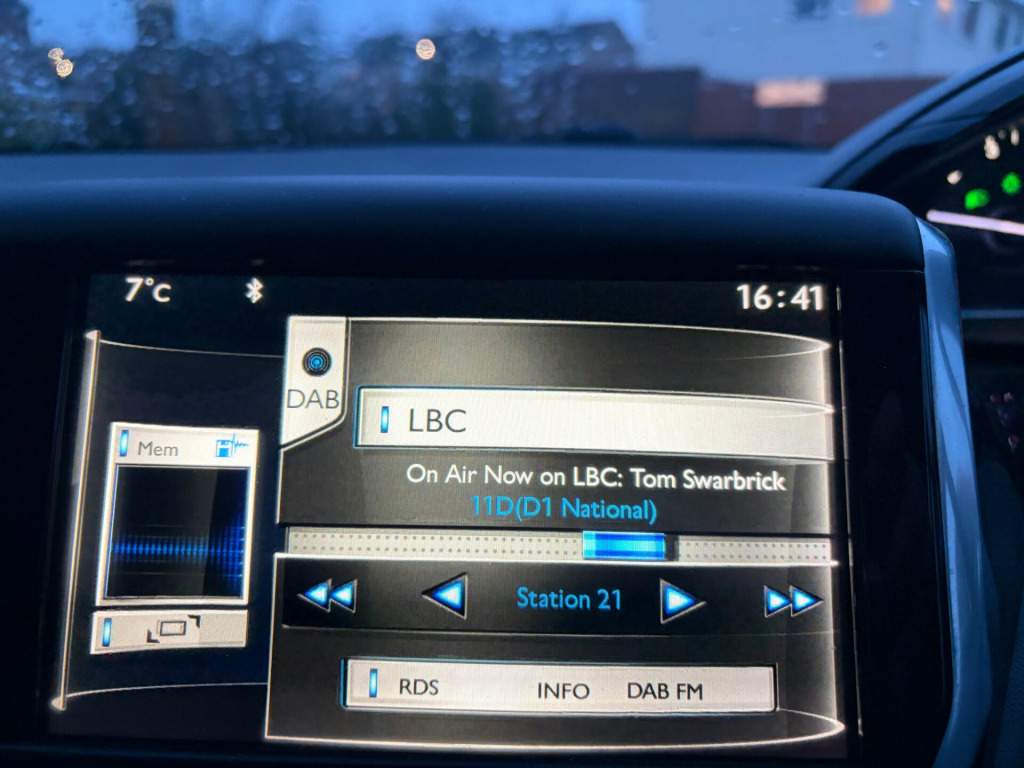 7°C 16:41
DAB
LBC
Mem
On Air Now on LBC: Tom Swarbrick
11D(D1 National)
Station 21
RDS INFO DAB FM